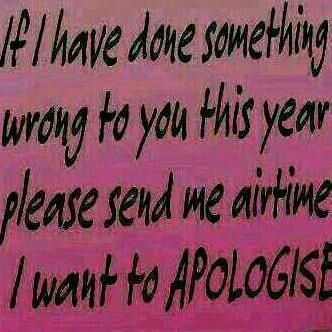 If I have done something
wrong to you this year
please send me airtime
I want to APOLOGISE